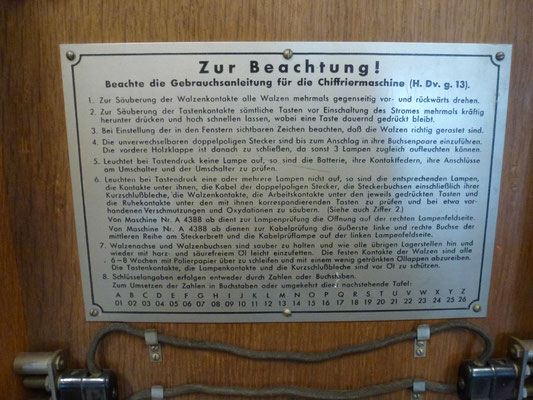 Zur Beachtung!
Beachte die Gebrauchsanleitung für die Chiffriermaschine (H. Dv. g. 13).
1. Zur Säuberung der Walzenkontakte alle Walzen mehrmals gegenseitig vor- und rückwärts drehen.
2. Zur Säuberung der Tastenkontakte sämtliche Tasten vor Einschaltung des Stromes mehrmals kräftig
herunter drücken und hoch schnellen lassen, wobei eine Taste dauernd gedrückt bleibt.
3. Bei Einstellung der in den Fenstern sichtbaren Zeichen beachten, daß die Walzen richtig gerastet sind.
4. Die unverwechselbaren doppelpoligen Stecker sind bis zum Anschlag in ihre Buchsenpaare einzuführen.
Die vordere Holzklappe ist danach zu schließen, da sonst 3 Lampen zugleich aufleuchten können.
5. Leuchtet bei Tastendruck keine Lampe auf, so sind die Batterie, ihre Kontaktfedern, ihre Anschlüsse
am Umschalter und der Umschalter zu prüfen.
6. Leuchten bei Tastendruck eine oder mehrere Lampen nicht auf, so sind die entsprechenden Lampen,
die Kontakte unter ihnen, die Kabel der doppelpoligen Stecker, die Steckerbuchsen einschließlich ihrer
Kurzschlußbleche, die Walzenkontakte, die Arbeitskontakte unter den jeweils gedrückten Tasten und
die Ruhekontakte unter den mit ihnen korrespondierenden Tasten zu prüfen und bei etwa vor-
handenen Verschmutzungen und Oxydationen zu säubern. (Siehe auch Ziffer 2.)
Von Maschine Nr. A 4388 ab dient zur Lampenprüfung die Öffnung auf der rechten Lampenfeldseite.
Von Maschine Nr. A 4388 ab dienen zur Kabelprüfung die äußerste linke und rechte Buchse der
mittleren Reihe am Steckerbrett und die Kabelprüflampe auf der linken Lampenfeldseite.
7. Walzenachse und Walzenbuchsen sind sauber zu halten und wie alle übrigen Lagerstellen hin und
wieder mit harz- und säurefreiem Öl leicht einzufetten. Die festen Kontakte der Walzen sind alle
6–8 Wochen mit Polierpapier über zu schleifen und mit einem wenig getränkten Öllappen abzureiben.
Die Tastenkontakte, die Lampenkontakte und die Kurzschlußbleche sind vor Öl zu schützen.
8. Schlüsselangaben erfolgen entweder durch Zahlen oder Buchstaben.
Zum Umsetzen der Zahlen in Buchstaben oder umgekehrt dient nachstehende Tafel:
A B C D E F G H I J K L M N O P Q R S T U V W X Y Z
01 02 03 04 05 06 07 08 09 10 11 12 13 14 15 16 17 18 19 20 21 22 23 24 25 26